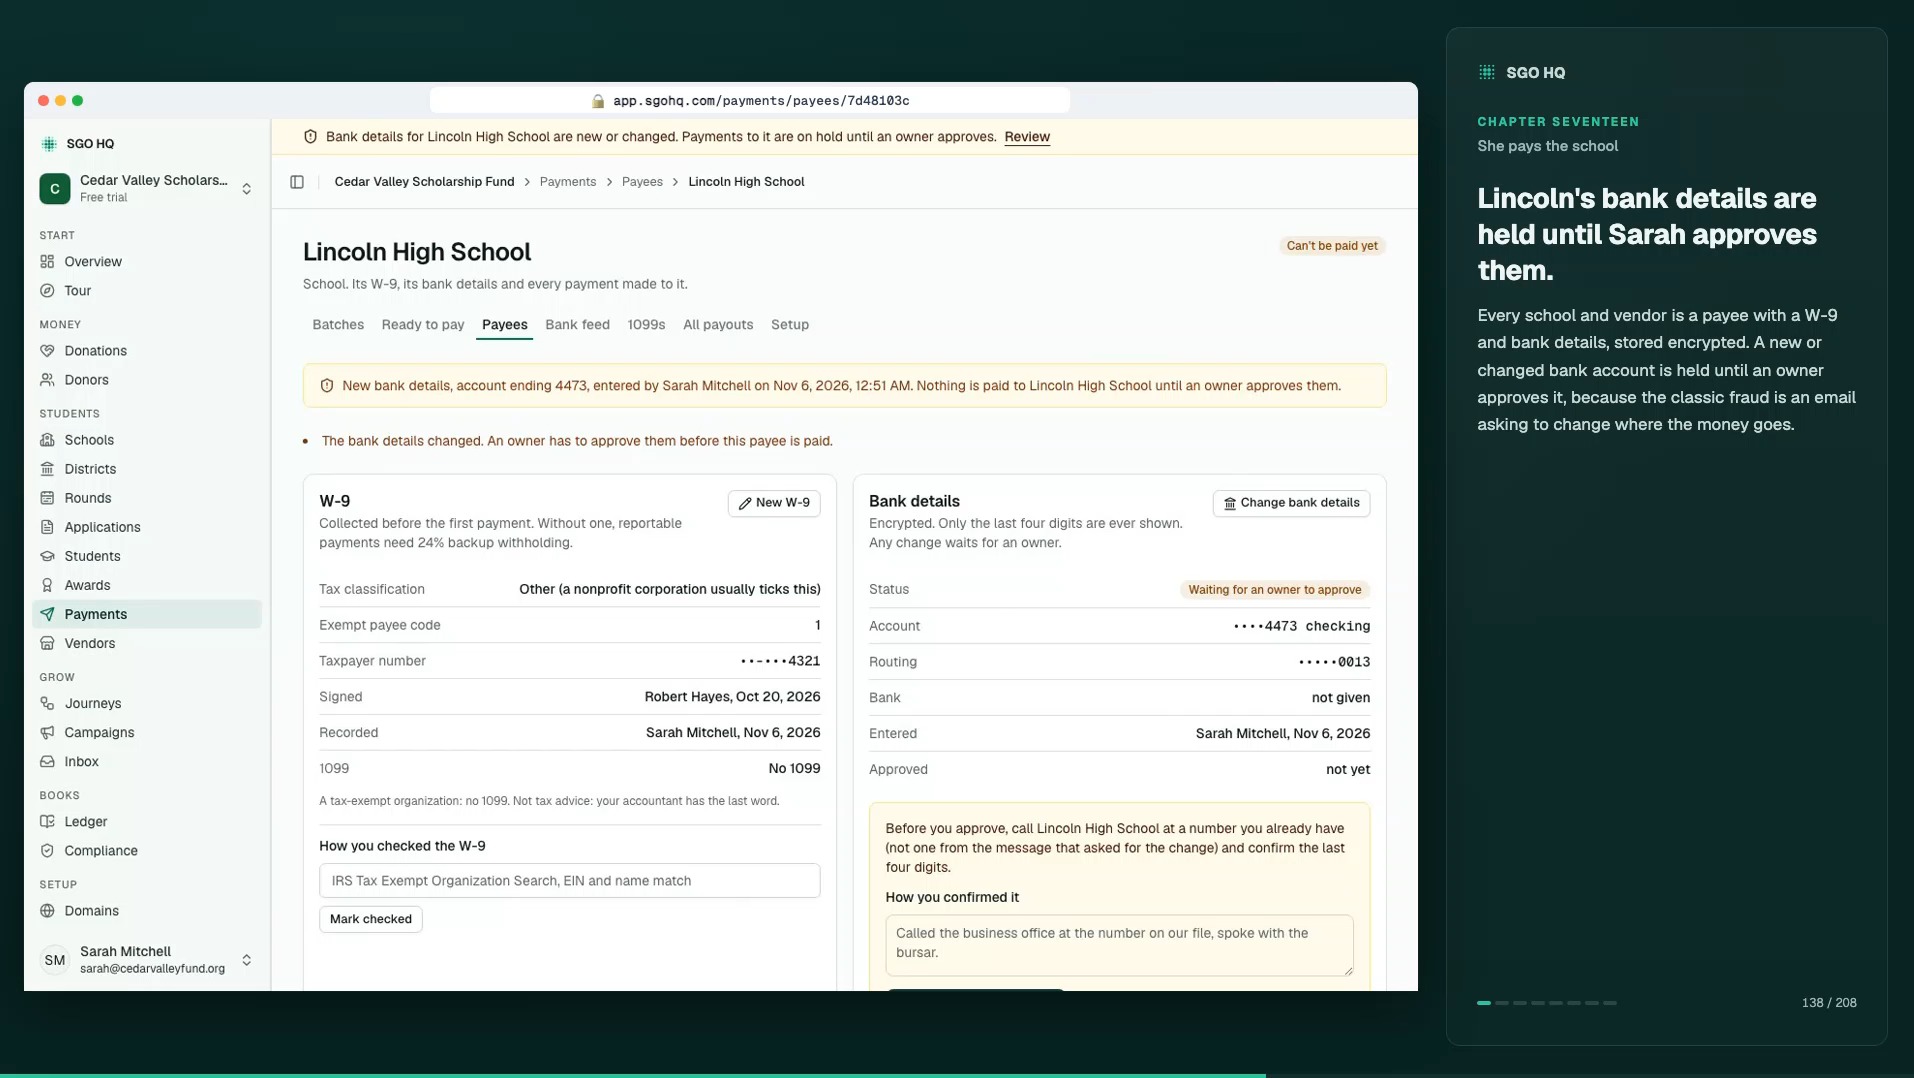 app.sgohq.com/payments/payees/7d48103c
SGO HQ
C
Cedar Valley Scholars...
Free trial
START
Overview
Tour
MONEY
Donations
Donors
STUDENTS
Schools
Districts
Rounds
Applications
Students
Awards
Payments
Vendors
GROW
Journeys
Campaigns
Inbox
BOOKS
Ledger
Compliance
SETUP
Domains
SM
Sarah Mitchell
sarah@cedarvalleyfund.org
Bank details for Lincoln High School are new or changed. Payments to it are on hold until an owner approves. Review
Cedar Valley Scholarship Fund > Payments > Payees > Lincoln High School
Lincoln High School
Can't be paid yet
School. Its W-9, its bank details and every payment made to it.
Batches Ready to pay Payees Bank feed 1099s All payouts Setup
New bank details, account ending 4473, entered by Sarah Mitchell on Nov 6, 2026, 12:51 AM. Nothing is paid to Lincoln High School until an owner approves them.
• The bank details changed. An owner has to approve them before this payee is paid.
W-9
New W-9
Collected before the first payment. Without one, reportable
payments need 24% backup withholding.
Tax classification Other (a nonprofit corporation usually ticks this)
Exempt payee code 1
Taxpayer number ••-•••4321
Signed Robert Hayes, Oct 20, 2026
Recorded Sarah Mitchell, Nov 6, 2026
1099 No 1099
A tax-exempt organization: no 1099. Not tax advice: your accountant has the last word.
How you checked the W-9
IRS Tax Exempt Organization Search, EIN and name match
Mark checked
Bank details
Change bank details
Encrypted. Only the last four digits are ever shown.
Any change waits for an owner.
Status Waiting for an owner to approve
Account ••••4473 checking
Routing •••••0013
Bank not given
Entered Sarah Mitchell, Nov 6, 2026
Approved not yet
Before you approve, call Lincoln High School at a number you already have
(not one from the message that asked for the change) and confirm the last
four digits.
How you confirmed it
Called the business office at the number on our file, spoke with the
bursar.
SGO HQ
CHAPTER SEVENTEEN
She pays the school
Lincoln's bank details are
held until Sarah approves
them.
Every school and vendor is a payee with a W-9
and bank details, stored encrypted. A new or
changed bank account is held until an owner
approves it, because the classic fraud is an email
asking to change where the money goes.
138 / 208